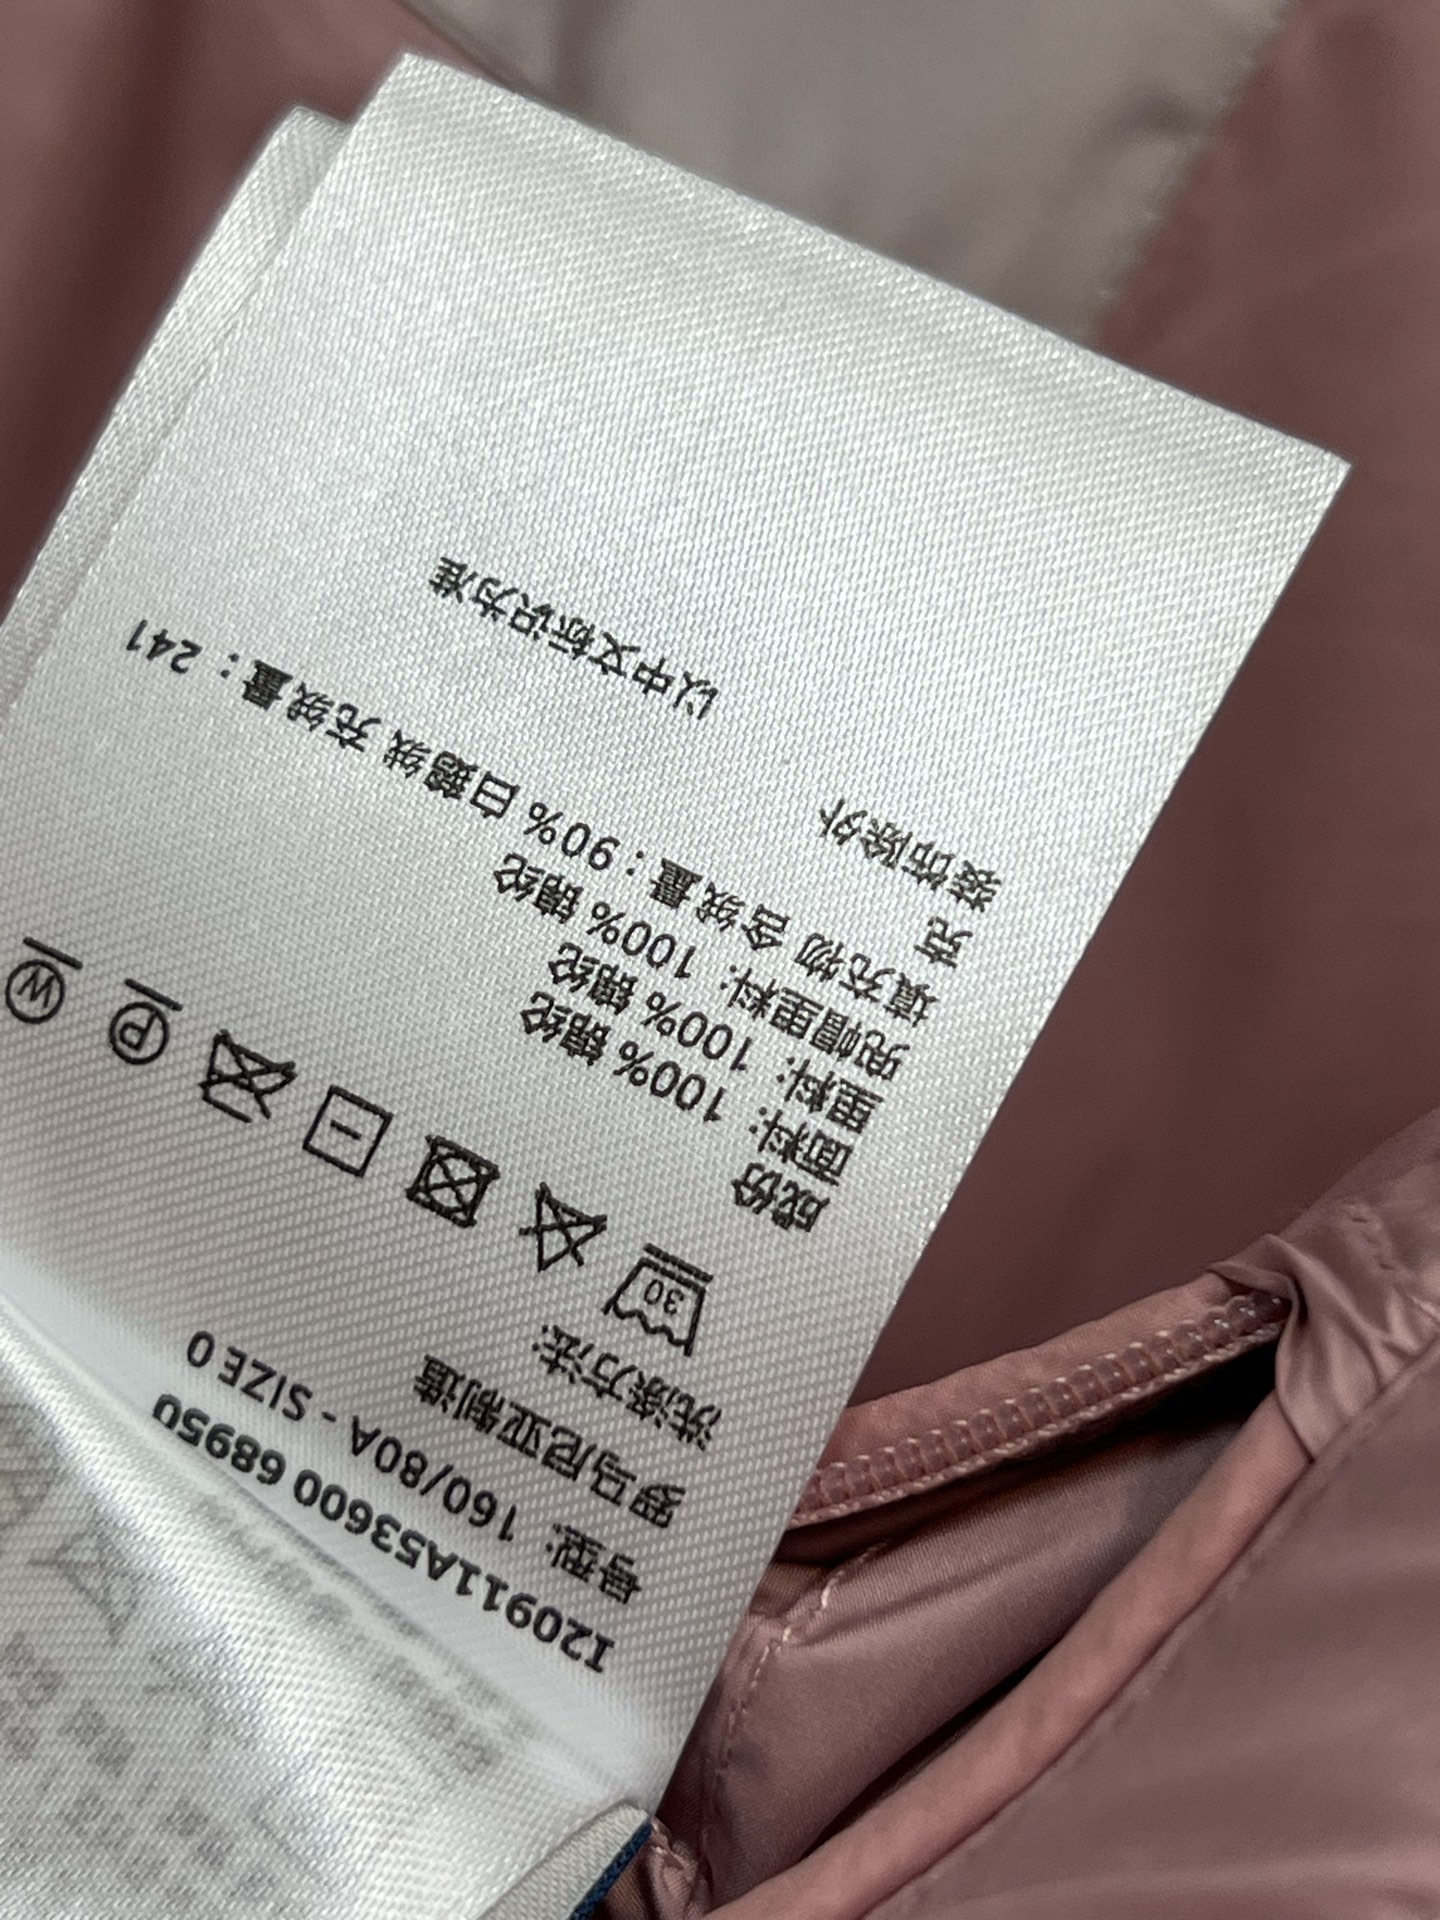 I20911A53600 68950
号型: 160/80A - SIZE 0
罗马尼亚制造
洗涤方法:
30
P
W
成份
面料: 100% 锦纶
里料: 100% 锦纶
兜帽里料: 100% 锦纶
填充物 含绒量: 90% 白鹅绒 充绒量: : 241
克
装饰除外
以中文标识为准